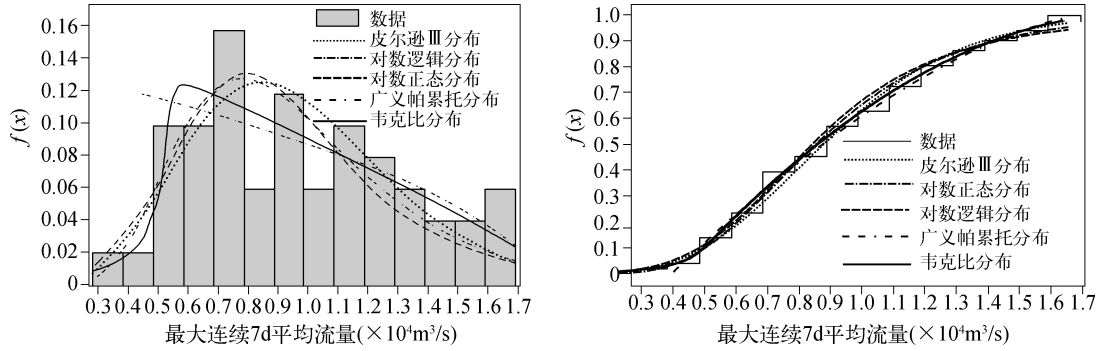 f(x)
0.16
0.14
0.12
0.10
0.08
0.06
0.04
0.02
0
数据
皮尔逊Ⅲ分布
对数逻辑分布
对数正态分布
广义帕累托分布
韦克比分布
0.3 0.4 0.5 0.6 0.7 0.8 0.9 1.0 1.1 1.2 1.3 1.4 1.5 1.6 1.7
最大连续7d平均流量(×10⁴m³/s)
f(x)
1.0
0.9
0.8
0.7
0.6
0.5
0.4
0.3
0.2
0.1
0
数据
皮尔逊Ⅲ分布
对数正态分布
对数逻辑分布
广义帕累托分布
韦克比分布
0.3 0.4 0.5 0.6 0.7 0.8 0.9 1.0 1.1 1.2 1.3 1.4 1.5 1.6 1.7
最大连续7d平均流量(×10⁴m³/s)